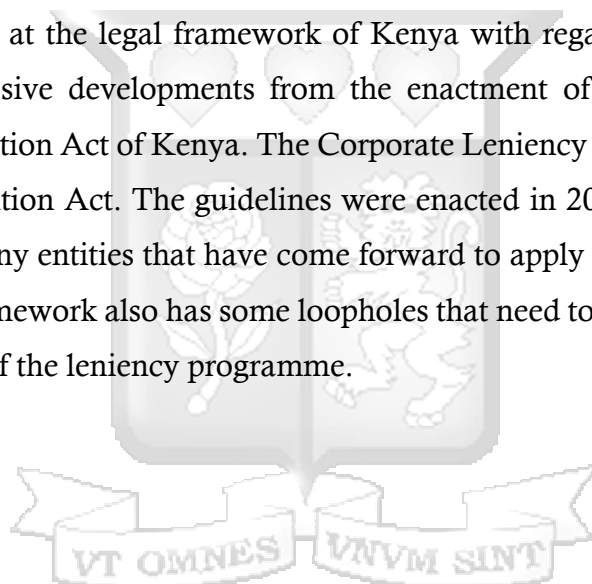 at the legal framework of Kenya with rega
sive developments from the enactment of
tion Act of Kenya. The Corporate Leniency
tion Act. The guidelines were enacted in 20
ny entities that have come forward to apply
mework also has some loopholes that need to
f the leniency programme.
VT OMNES VNVM SINT